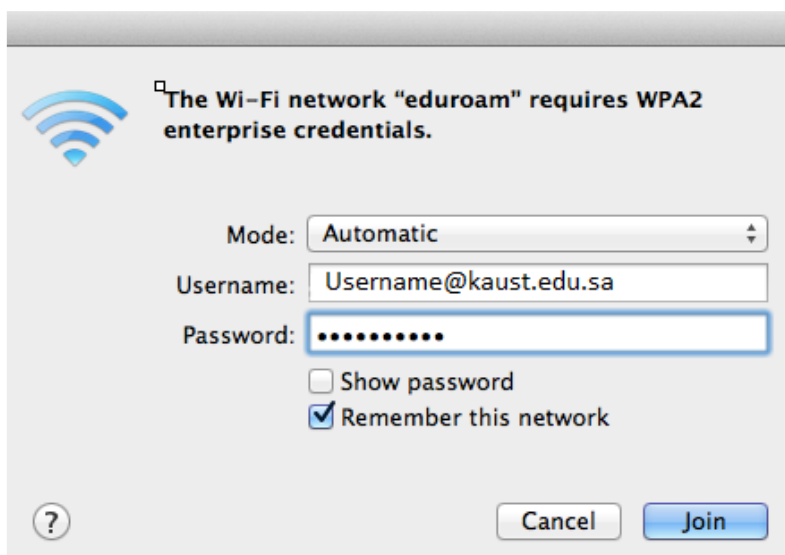 The Wi-Fi network “eduroam” requires WPA2
enterprise credentials.
Mode: Automatic
Username: Username@kaust.edu.sa
Password: ••••••••••
Show password
Remember this network
? Cancel Join